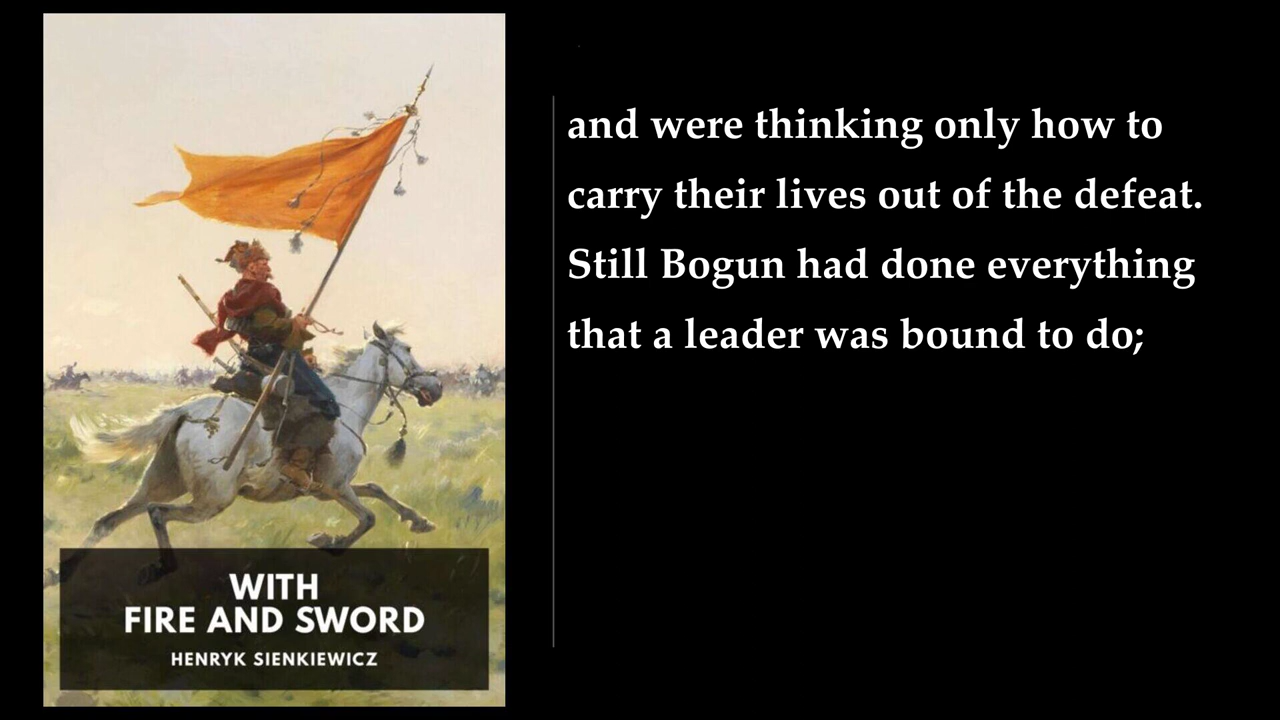 and were thinking only how to
carry their lives out of the defeat.
Still Bogun had done everything
that a leader was bound to do;
WITH
FIRE AND SWORD
HENRYK SIENKIEWICZ